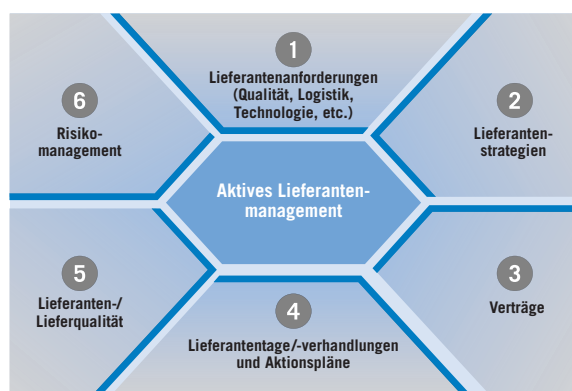 1
Lieferantenanforderungen
(Qualität, Logistik,
Technologie, etc.)
2
Lieferanten-
strategien
3
Verträge
4
Lieferantentage/-verhandlungen
und Aktionspläne
5
Lieferanten-/
Lieferqualität
6
Risiko-
management
Aktives Lieferanten-
management